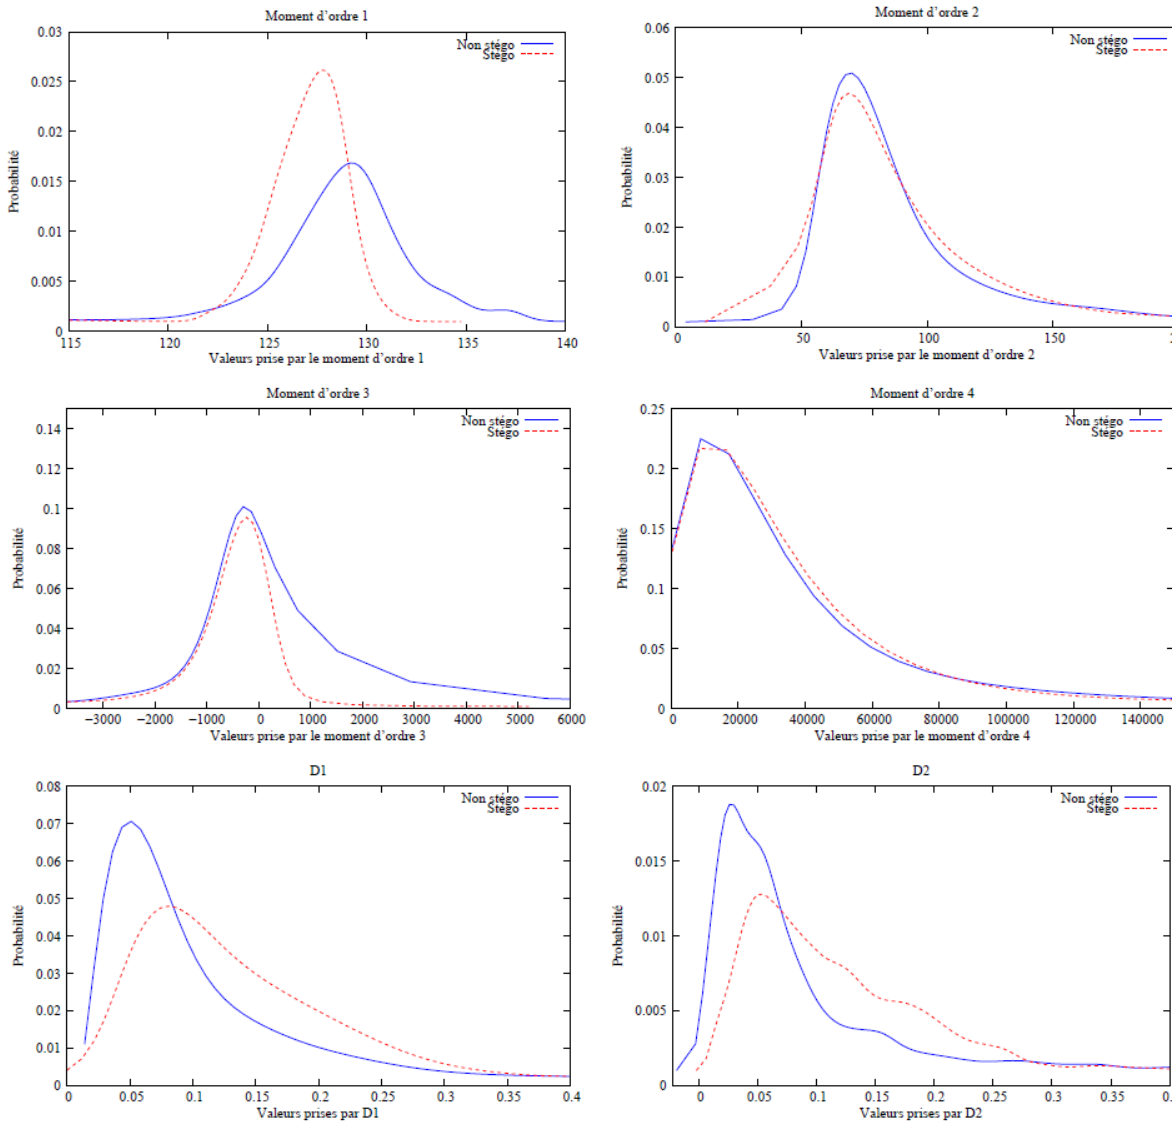 Moment d'ordre 1
0.03
0.025
0.02
0.015
0.01
0.005
0
Probabilité
Non stégo
Stégo
115 120 125 130 135 140
Valeurs prise par le moment d'ordre 1
Moment d'ordre 2
0.06
0.05
0.04
0.03
0.02
0.01
0
Probabilité
Non stégo
Stégo
0 50 100 150
Valeurs prise par le moment d'ordre 2
Moment d'ordre 3
0.14
0.12
0.1
0.08
0.06
0.04
0.02
0
Probabilité
Non stégo
Stégo
−3000 −2000 −1000 0 1000 2000 3000 4000 5000 6000
Valeurs prise par le moment d'ordre 3
Moment d'ordre 4
0.25
0.2
0.15
0.1
0.05
0
Probabilité
Non stégo
Stégo
0 20000 40000 60000 80000 100000 120000 140000
Valeurs prise par le moment d'ordre 4
D1
0.08
0.07
0.06
0.05
0.04
0.03
0.02
0.01
0
Probabilité
Non stégo
Stégo
0 0.05 0.1 0.15 0.2 0.25 0.3 0.35 0.4
Valeurs prises par D1
D2
0.02
0.015
0.01
0.005
0
Probabilité
Non stégo
Stégo
0 0.05 0.1 0.15 0.2 0.25 0.3 0.35
Valeurs prises par D2